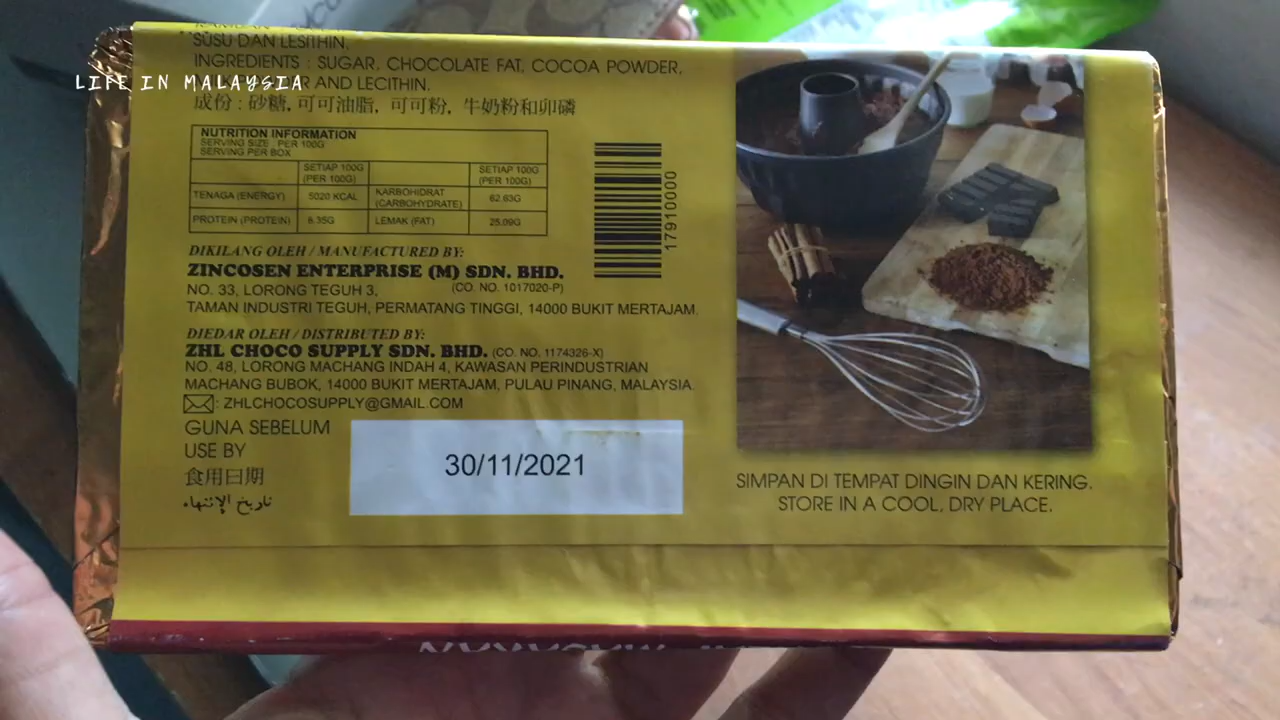 SUSU DAN LESITHIN.
INGREDIENTS : SUGAR, CHOCOLATE FAT, COCOA POWDER,
LIFE IN MALAYSIA
AND LECITHIN.
成份 : 砂糖, 可可油脂, 可可粉, 牛奶粉和卵磷
NUTRITION INFORMATION
SERVING SIZE : PER 100G
SERVING PER BOX
SETIAP 100G (PER 100G) SETIAP 100G (PER 100G)
TENAGA (ENERGY) 5020 KCAL KARBOHIDRAT (CARBOHYDRATE) 62.63G
PROTEIN (PROTEIN) 6.35G LEMAK (FAT) 25.09G
17910000
DIKILANG OLEH / MANUFACTURED BY:
ZINCOSEN ENTERPRISE (M) SDN. BHD.
NO. 33, LORONG TEGUH 3, (CO. NO. 1017020-P)
TAMAN INDUSTRI TEGUH, PERMATANG TINGGI, 14000 BUKIT MERTAJAM.
DIEDAR OLEH / DISTRIBUTED BY:
ZHL CHOCO SUPPLY SDN. BHD. (CO. NO. 1174326-X)
NO. 48, LORONG MACHANG INDAH 4, KAWASAN PERINDUSTRIAN
MACHANG BUBOK, 14000 BUKIT MERTAJAM, PULAU PINANG, MALAYSIA.
: ZHLCHOCOSUPPLY@GMAIL.COM
GUNA SEBELUM
USE BY
食用日期
تاريخ الإنتهاء
30/11/2021
SIMPAN DI TEMPAT DINGIN DAN KERING.
STORE IN A COOL, DRY PLACE.